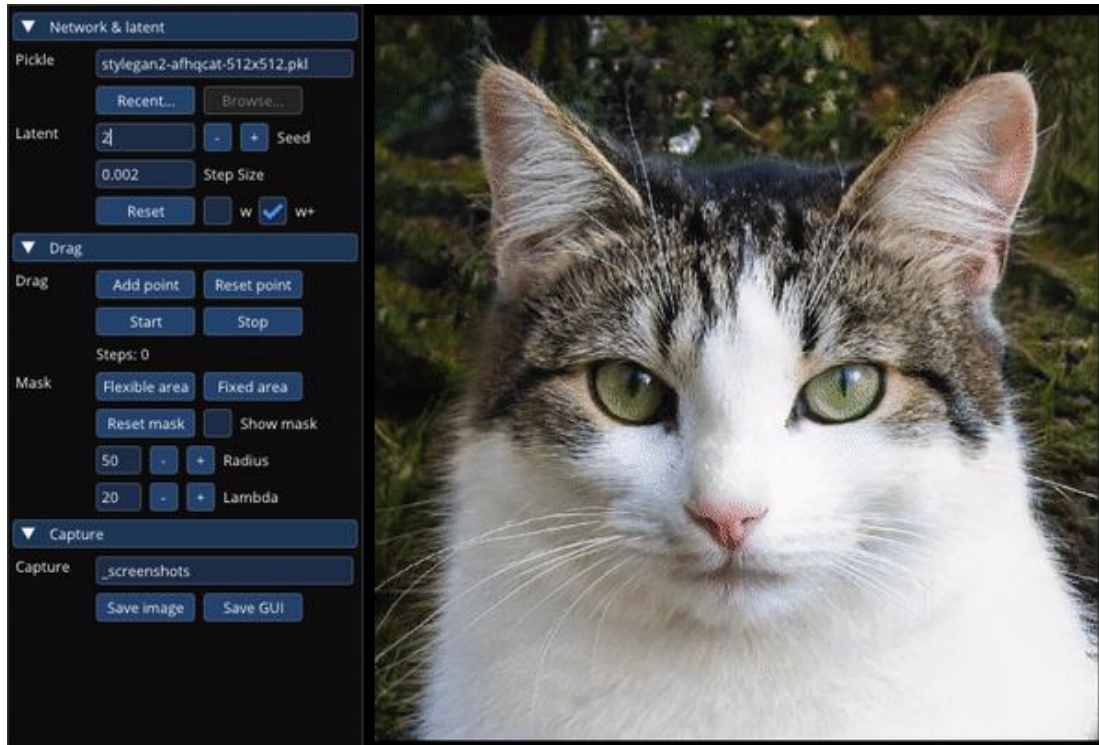 Network & latent
Pickle stylegan2-afhqcat-512x512.pkl
Recent... Browse...
Latent 2 - + Seed
0.002 Step Size
Reset w w+
Drag
Drag Add point Reset point
Start Stop
Steps: 0
Mask Flexible area Fixed area
Reset mask Show mask
50 - + Radius
20 - + Lambda
Capture
Capture _screenshots
Save image Save GUI